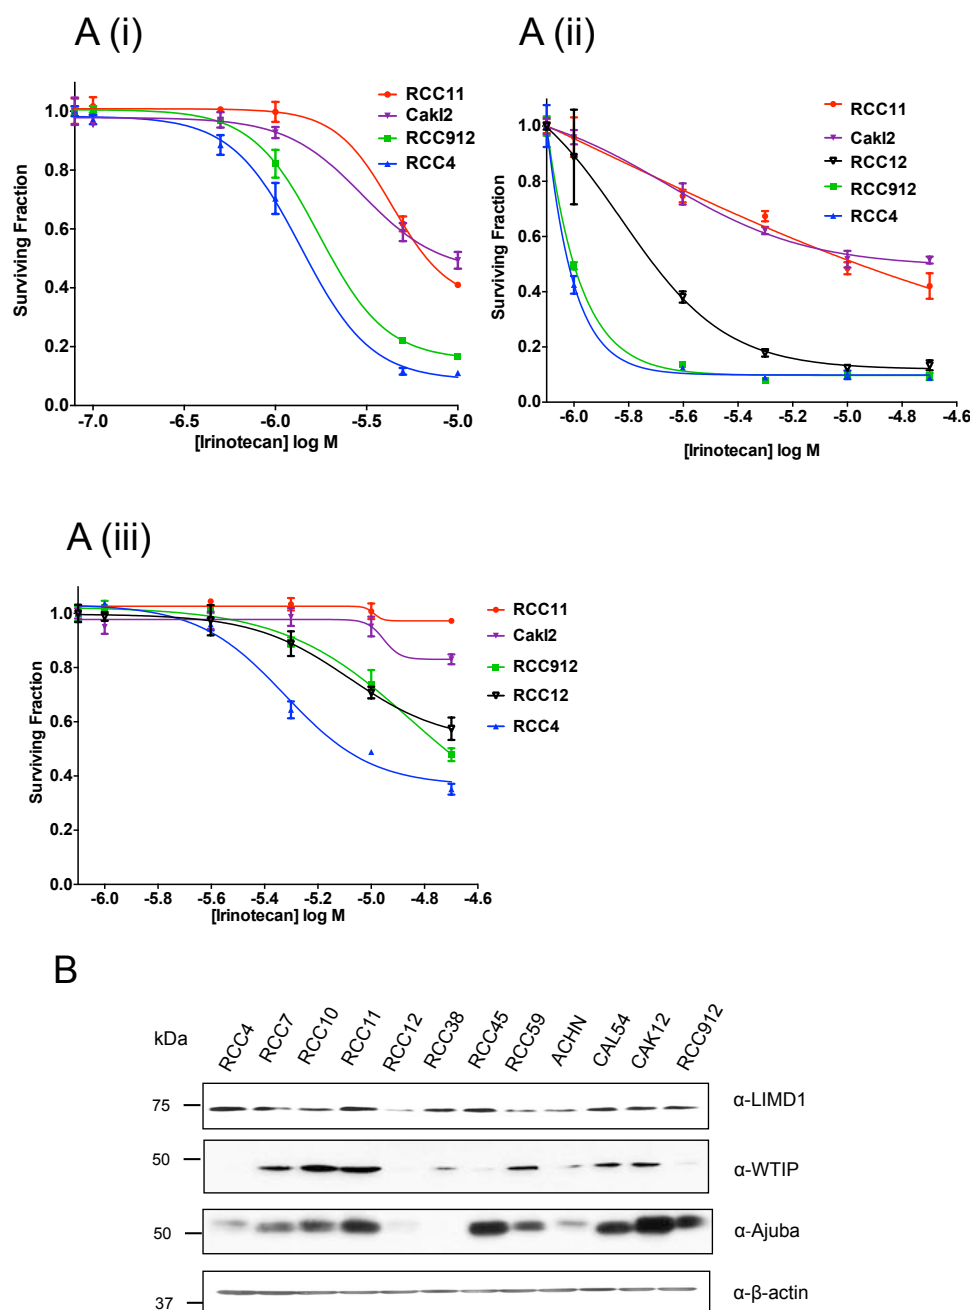 A (i)
A (ii)
RCC11
Cakl2
RCC912
RCC4
1.0
0.8
0.6
0.4
0.2
0.0
Surviving Fraction
-7.0 -6.5 -6.0 -5.5 -5.0
[Irinotecan] log M
RCC11
Cakl2
RCC12
RCC912
RCC4
1.0
0.8
0.6
0.4
0.2
0.0
Surviving Fraction
-6.0 -5.8 -5.6 -5.4 -5.2 -5.0 -4.8 -4.6
[Irinotecan] log M
A (iii)
RCC11
Cakl2
RCC912
RCC12
RCC4
1.0
0.8
0.6
0.4
0.2
0.0
Surviving Fraction
-6.0 -5.8 -5.6 -5.4 -5.2 -5.0 -4.8 -4.6
[Irinotecan] log M
B
kDa
RCC4 RCC7 RCC10 RCC11 RCC12 RCC38 RCC45 RCC59 ACHN CAL54 CAK12 RCC912
75
α-LIMD1
50
α-WTIP
50
α-Ajuba
37
α-β-actin